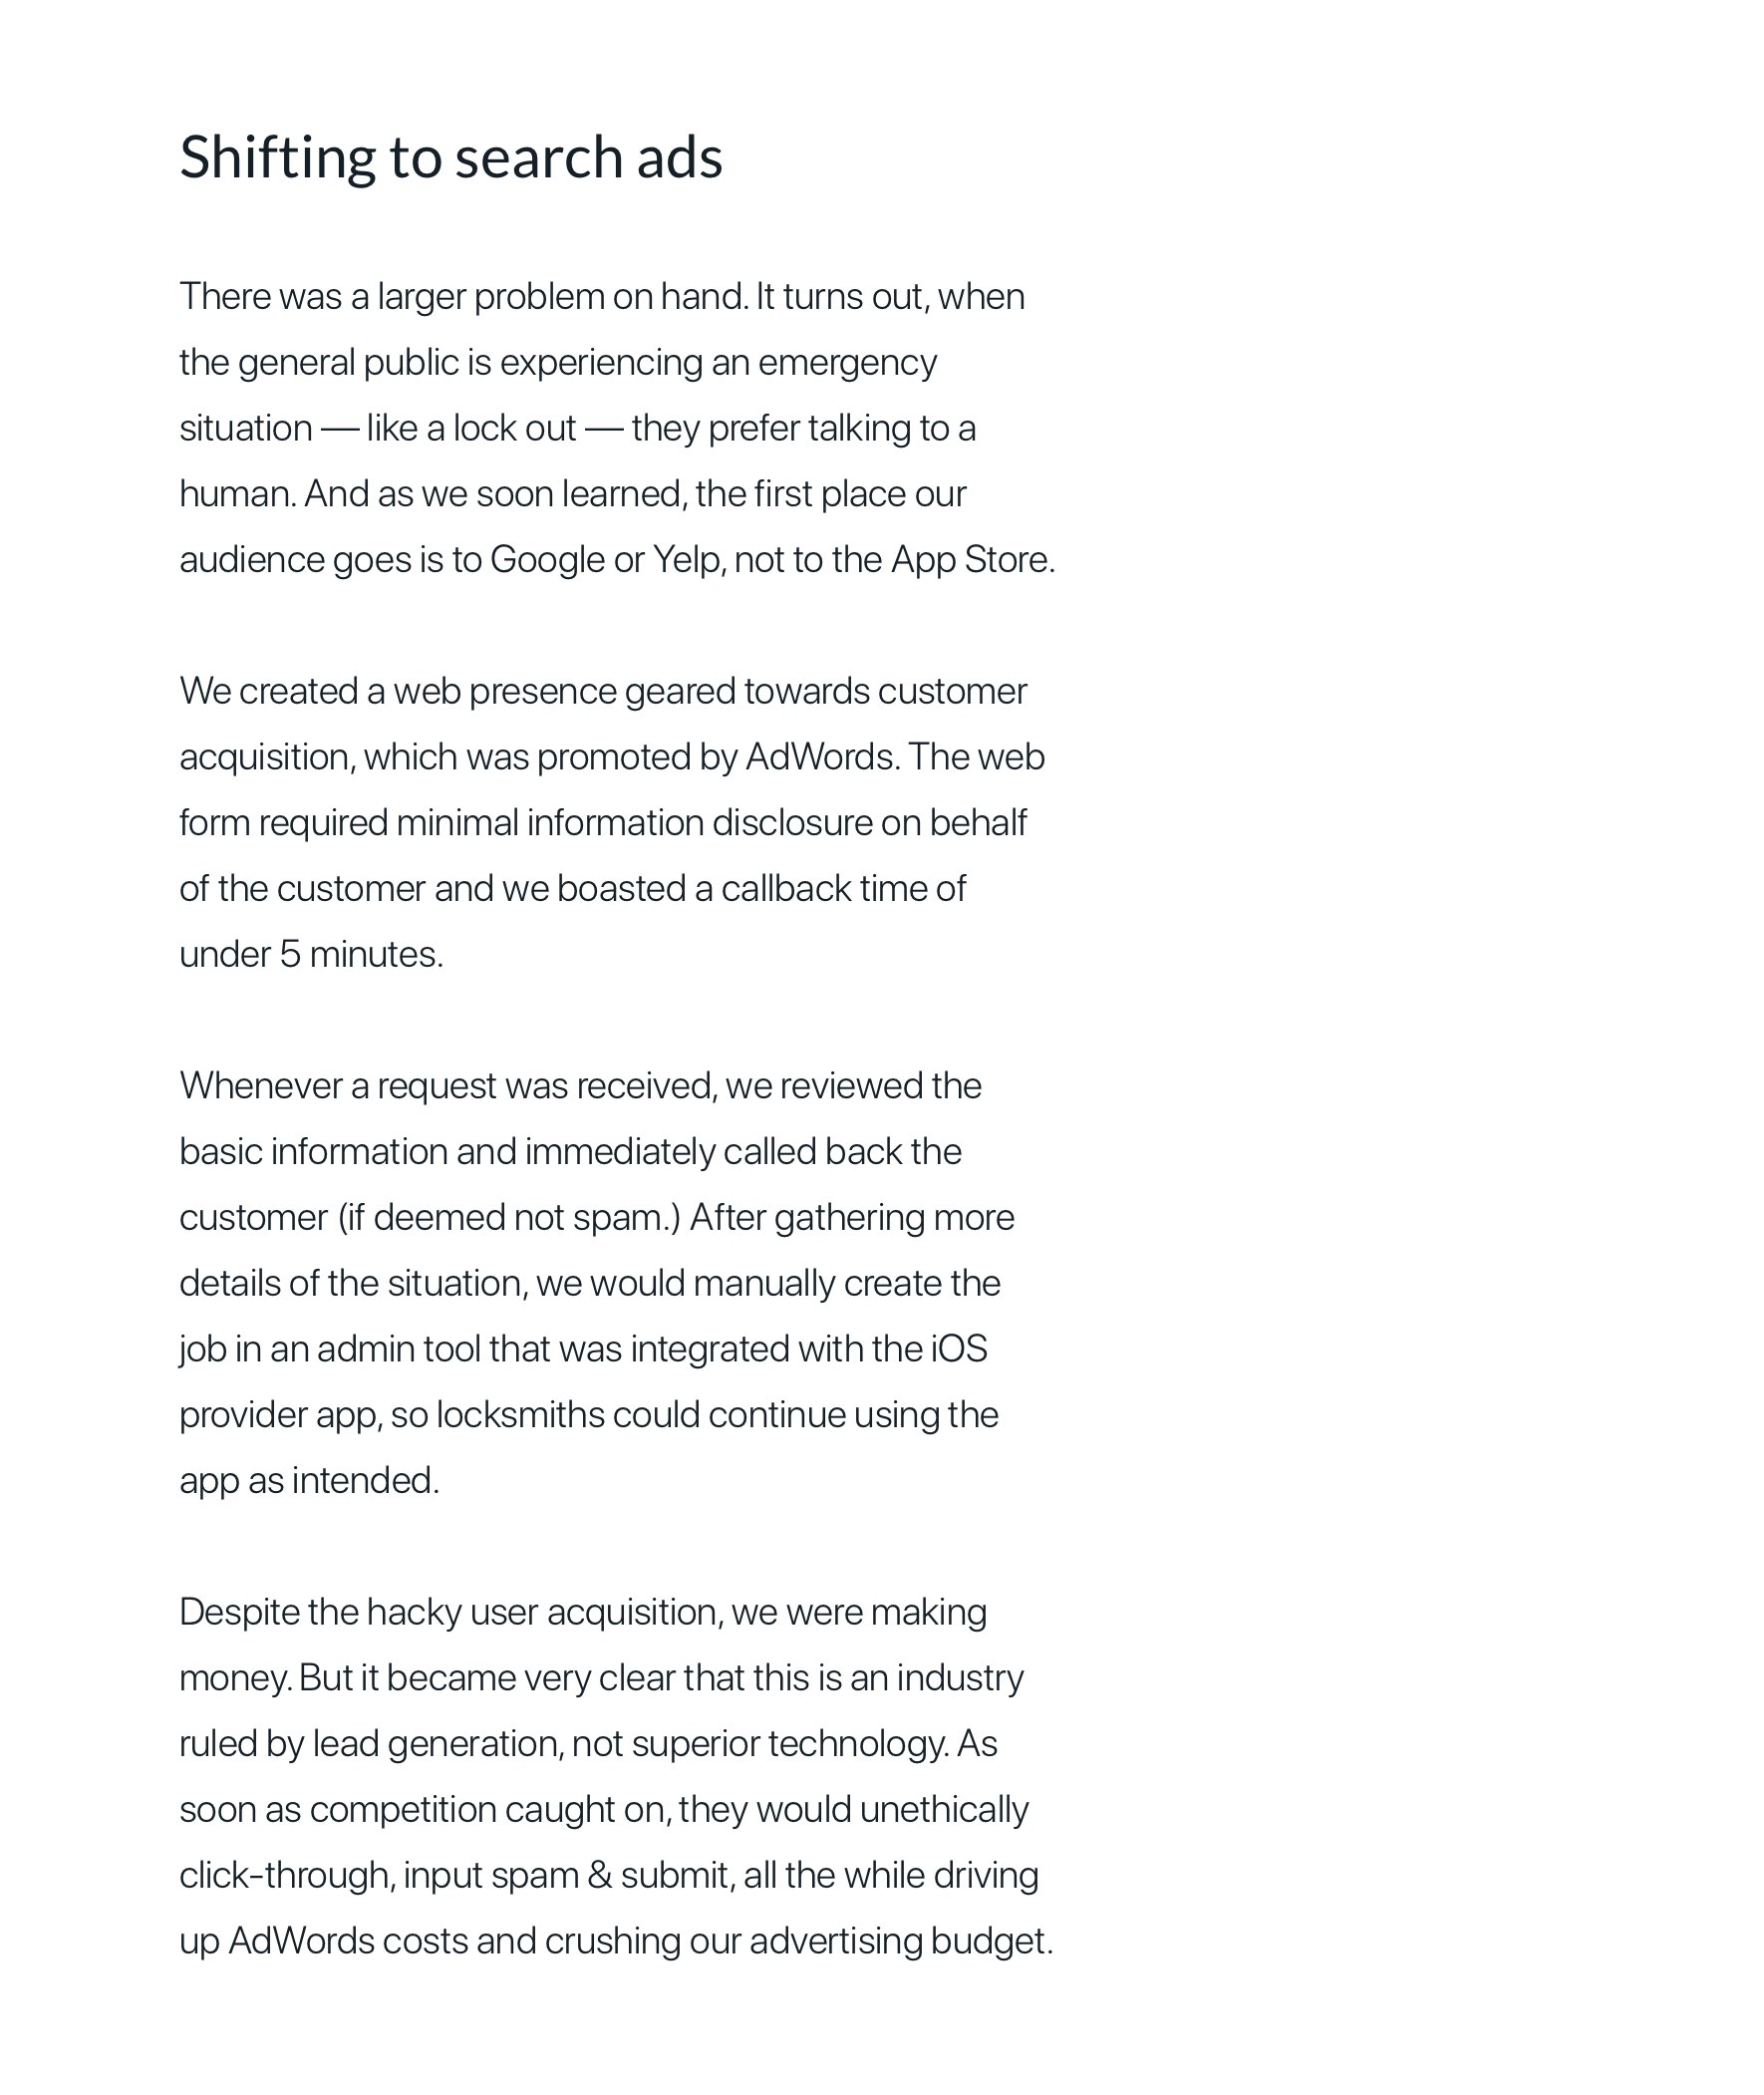 Shifting to search ads
There was a larger problem on hand. It turns out, when
the general public is experiencing an emergency
situation — like a lock out — they prefer talking to a
human. And as we soon learned, the first place our
audience goes is to Google or Yelp, not to the App Store.
We created a web presence geared towards customer
acquisition, which was promoted by AdWords. The web
form required minimal information disclosure on behalf
of the customer and we boasted a callback time of
under 5 minutes.
Whenever a request was received, we reviewed the
basic information and immediately called back the
customer (if deemed not spam.) After gathering more
details of the situation, we would manually create the
job in an admin tool that was integrated with the iOS
provider app, so locksmiths could continue using the
app as intended.
Despite the hacky user acquisition, we were making
money. But it became very clear that this is an industry
ruled by lead generation, not superior technology. As
soon as competition caught on, they would unethically
click-through, input spam & submit, all the while driving
up AdWords costs and crushing our advertising budget.